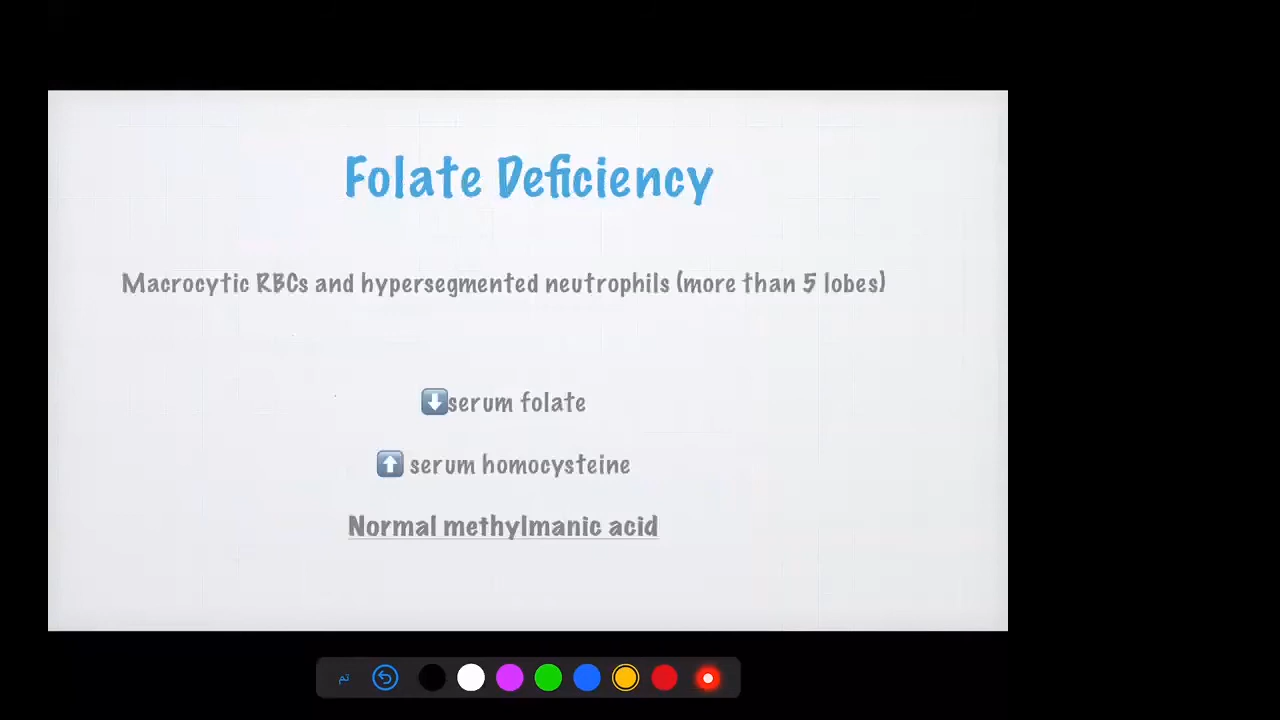 Folate Deficiency
Macrocytic RBCs and hypersegmented neutrophils (more than 5 lobes)
⬇️serum folate
⬆️ serum homocysteine
Normal methylmanic acid
تم